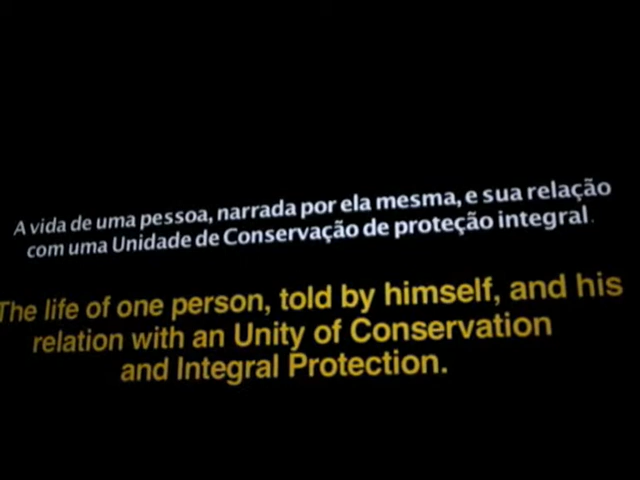 A vida de uma pessoa, narrada por ela mesma, e sua relação
com uma Unidade de Conservação de proteção integral.
The life of one person, told by himself, and his
relation with an Unity of Conservation
and Integral Protection.